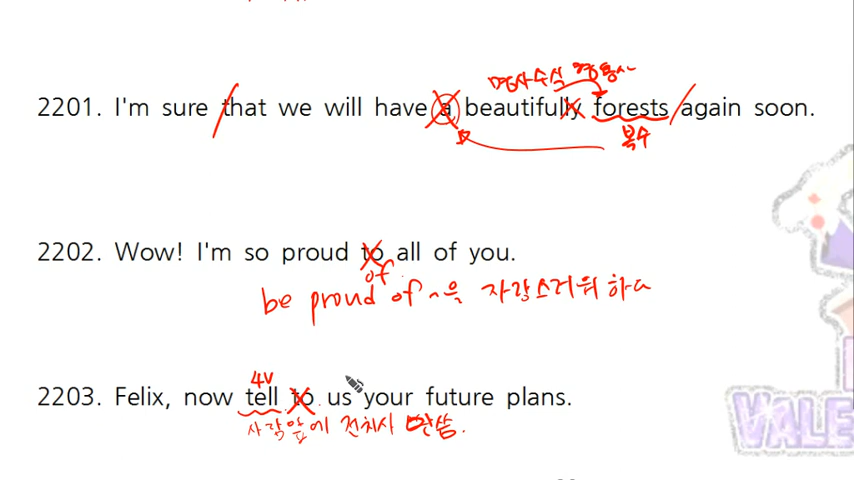 명사수식 형용사
2201. I'm sure that we will have a beautifully forests again soon.
복수
2202. Wow! I'm so proud to all of you.
of
be proud of ~을 자랑스러워 하다
4V
2203. Felix, now tell to us your future plans.
사람 앞에 전치사 안씀.
VALE